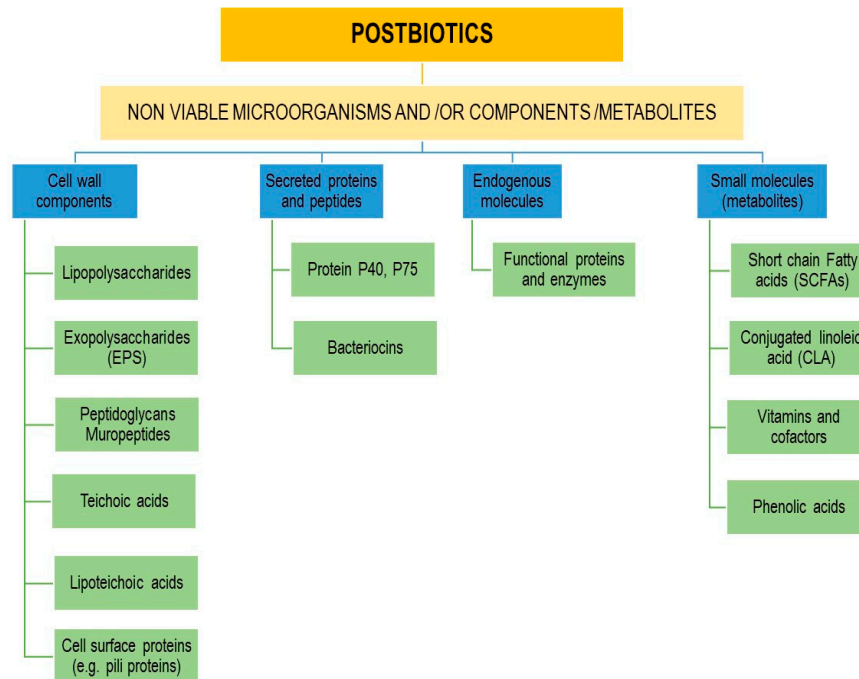 POSTBIOTICS
NON VIABLE MICROORGANISMS AND /OR COMPONENTS /METABOLITES
Cell wall
components
Lipopolysaccharides
Exopolysaccharides
(EPS)
Peptidoglycans
Muropeptides
Teichoic acids
Lipoteichoic acids
Cell surface proteins
(e.g. pili proteins)
Secreted proteins
and peptides
Protein P40, P75
Bacteriocins
Endogenous
molecules
Functional proteins
and enzymes
Small molecules
(metabolites)
Short chain Fatty
acids (SCFAs)
Conjugated linoleic
acid (CLA)
Vitamins and
cofactors
Phenolic acids